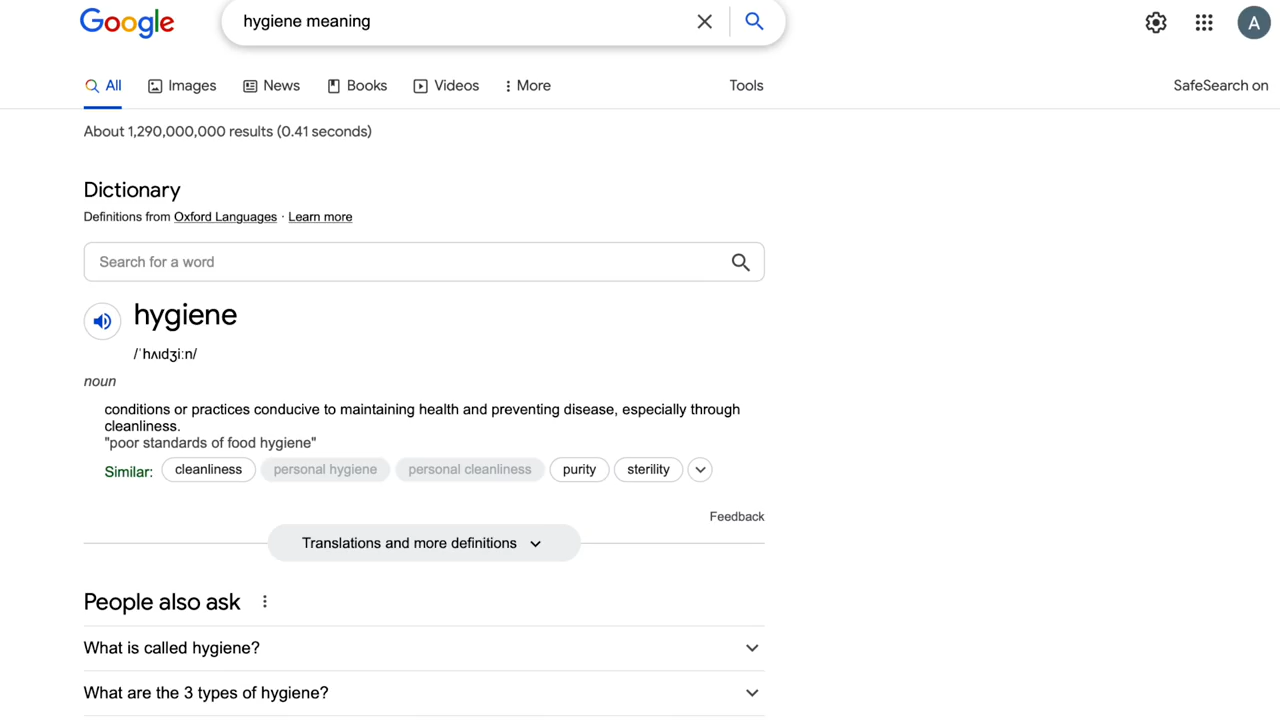 Google
hygiene meaning
A
All Images News Books Videos More Tools SafeSearch on
About 1,290,000,000 results (0.41 seconds)
Dictionary
Definitions from Oxford Languages · Learn more
Search for a word
hygiene
/ˈhʌɪdʒiːn/
noun
conditions or practices conducive to maintaining health and preventing disease, especially through
cleanliness.
"poor standards of food hygiene"
Similar: cleanliness personal hygiene personal cleanliness purity sterility
Feedback
Translations and more definitions
People also ask
What is called hygiene?
What are the 3 types of hygiene?